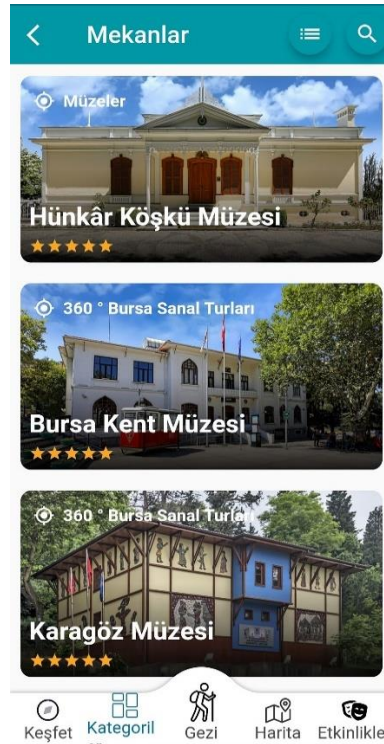 Mekanlar
Müzeler
Hünkâr Köşkü Müzesi
360 ° Bursa Sanal Turları
Bursa Kent Müzesi
360 ° Bursa Sanal Turları
Karagöz Müzesi
Keşfet Kategoril Gezi Harita Etkinlikle